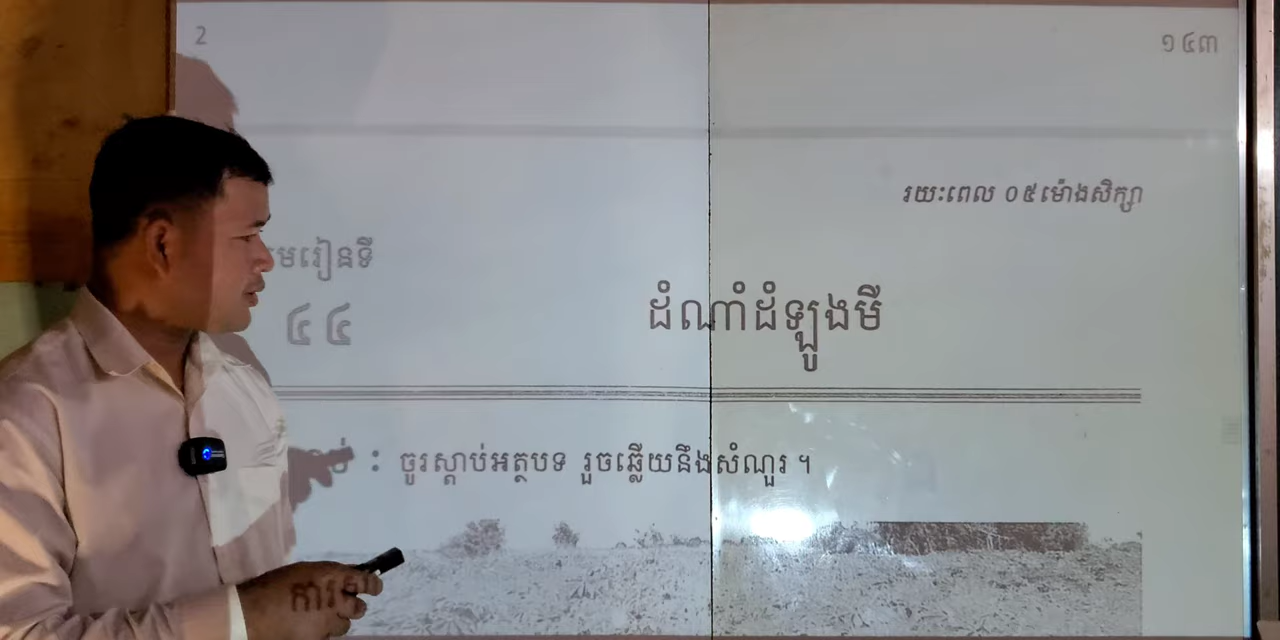 2
១៤៣
រយៈពេល ០៥ម៉ោងសិក្សា
មេរៀនទី
៤៤
ដំណាំដំឡូងមី
: ចូរស្តាប់អត្ថបទ រួចឆ្លើយនឹងសំណួរ ។